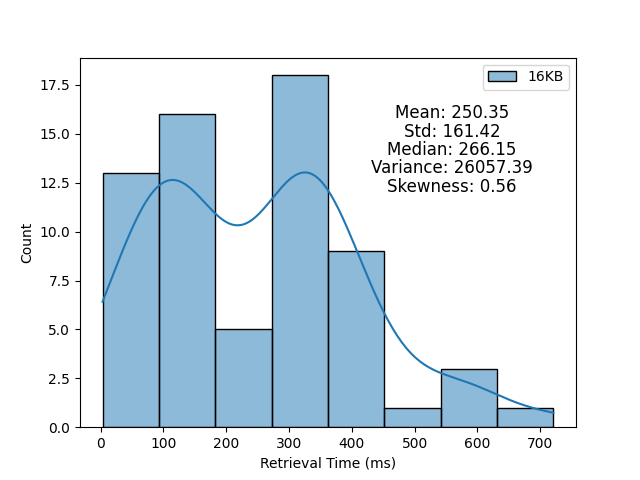 16KB
Mean: 250.35
Std: 161.42
Median: 266.15
Variance: 26057.39
Skewness: 0.56
Count
17.5
15.0
12.5
10.0
7.5
5.0
2.5
0.0
0 100 200 300 400 500 600 700
Retrieval Time (ms)